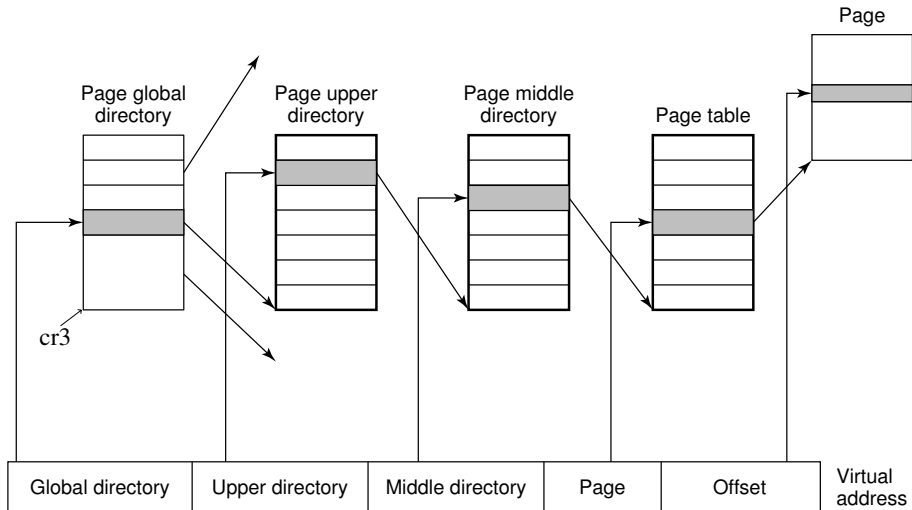 Page
Page global
directory
Page upper
directory
Page middle
directory
Page table
cr3
Global directory
Upper directory
Middle directory
Page
Offset
Virtual
address